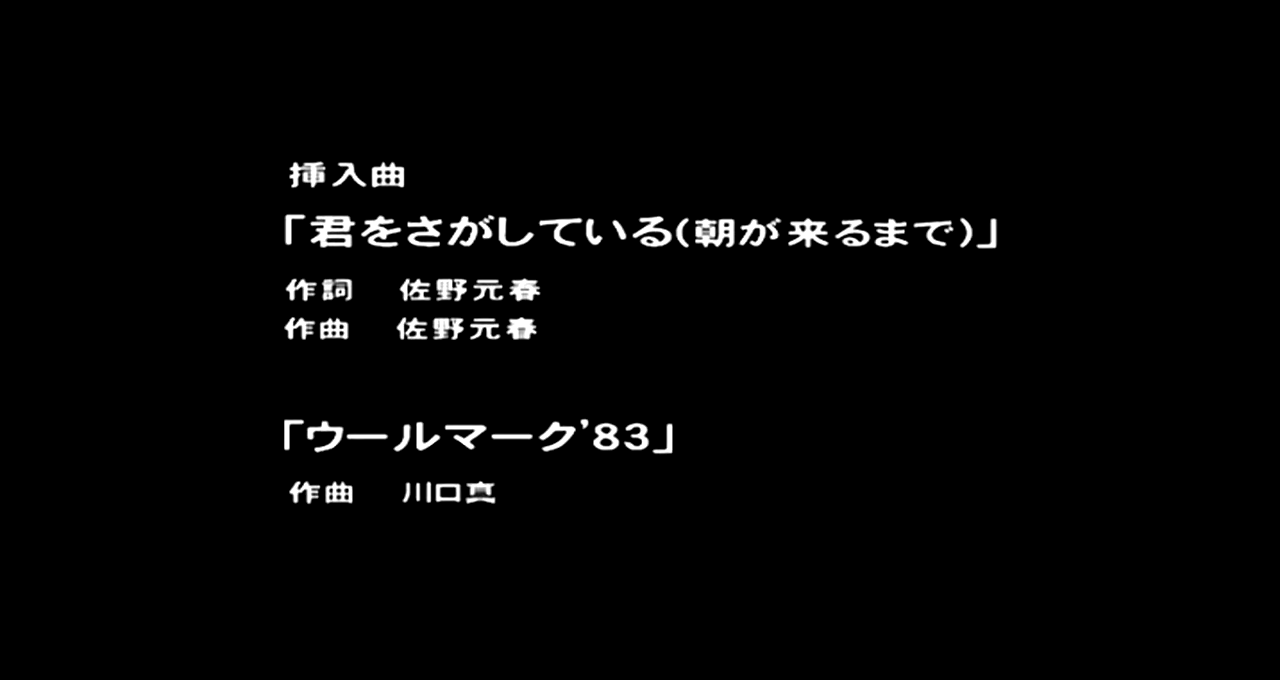 挿入曲
「君をさがしている(朝が来るまで)」
作詞 佐野元春
作曲 佐野元春
「ウールマーク'83」
作曲 川口真